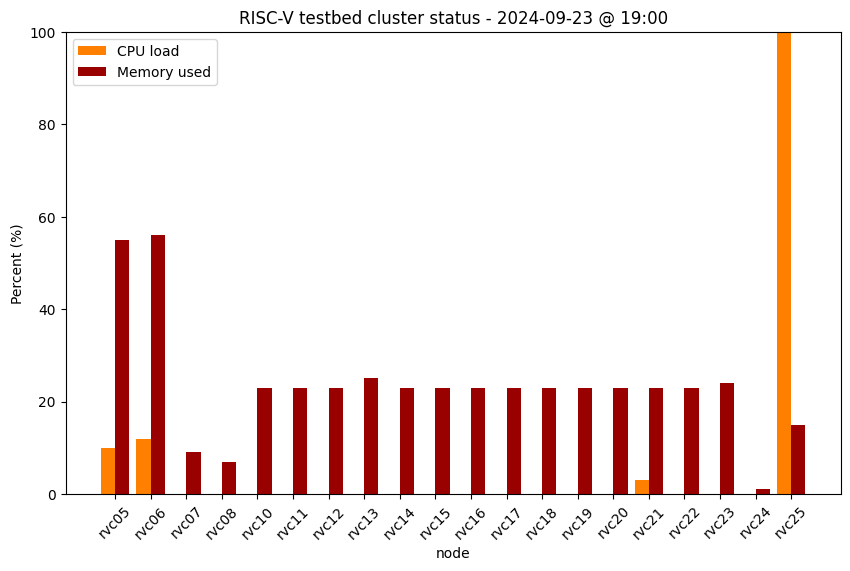 RISC-V testbed cluster status - 2024-09-23 @ 19:00
CPU load
Memory used
Percent (%)
100
80
60
40
20
0
rvc05
rvc06
rvc07
rvc08
rvc10
rvc11
rvc12
rvc13
rvc14
rvc15
rvc16
rvc17
rvc18
rvc19
rvc20
rvc21
rvc22
rvc23
rvc24
rvc25
node